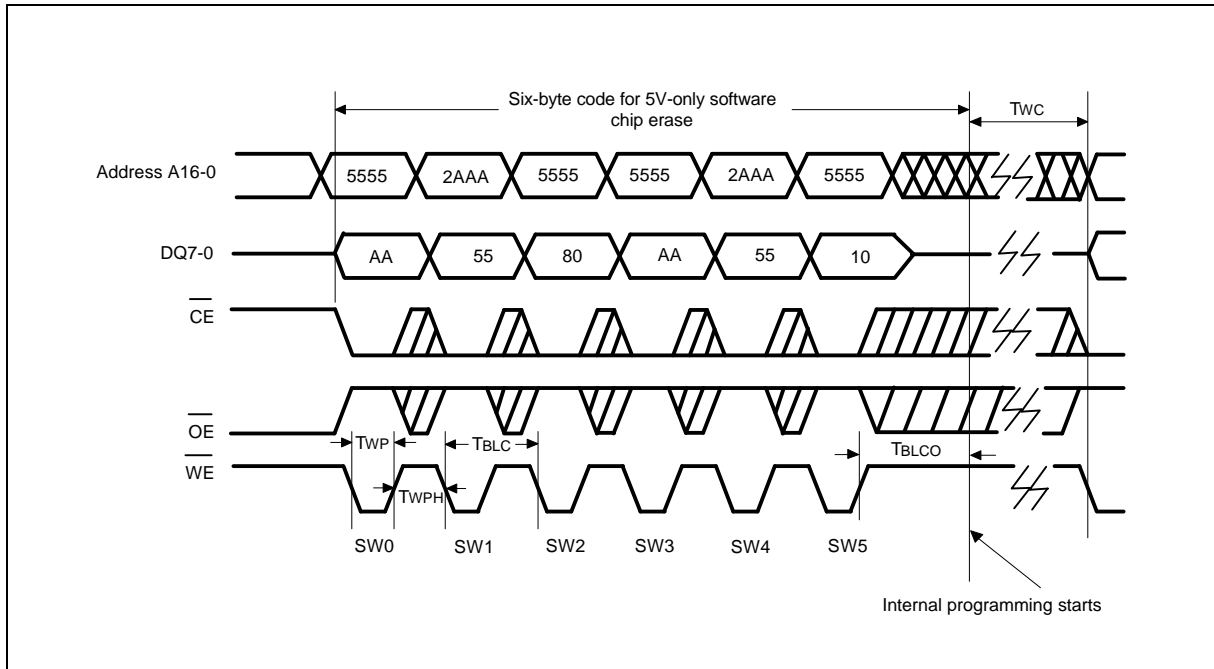 Six-byte code for 5V-only software
chip erase
TWC
Address A16-0
5555
2AAA
5555
5555
2AAA
5555
DQ7-0
AA
55
80
AA
55
10
CE
OE
TWP
TBLC
TBLCO
WE
TWPH
SW0
SW1
SW2
SW3
SW4
SW5
Internal programming starts